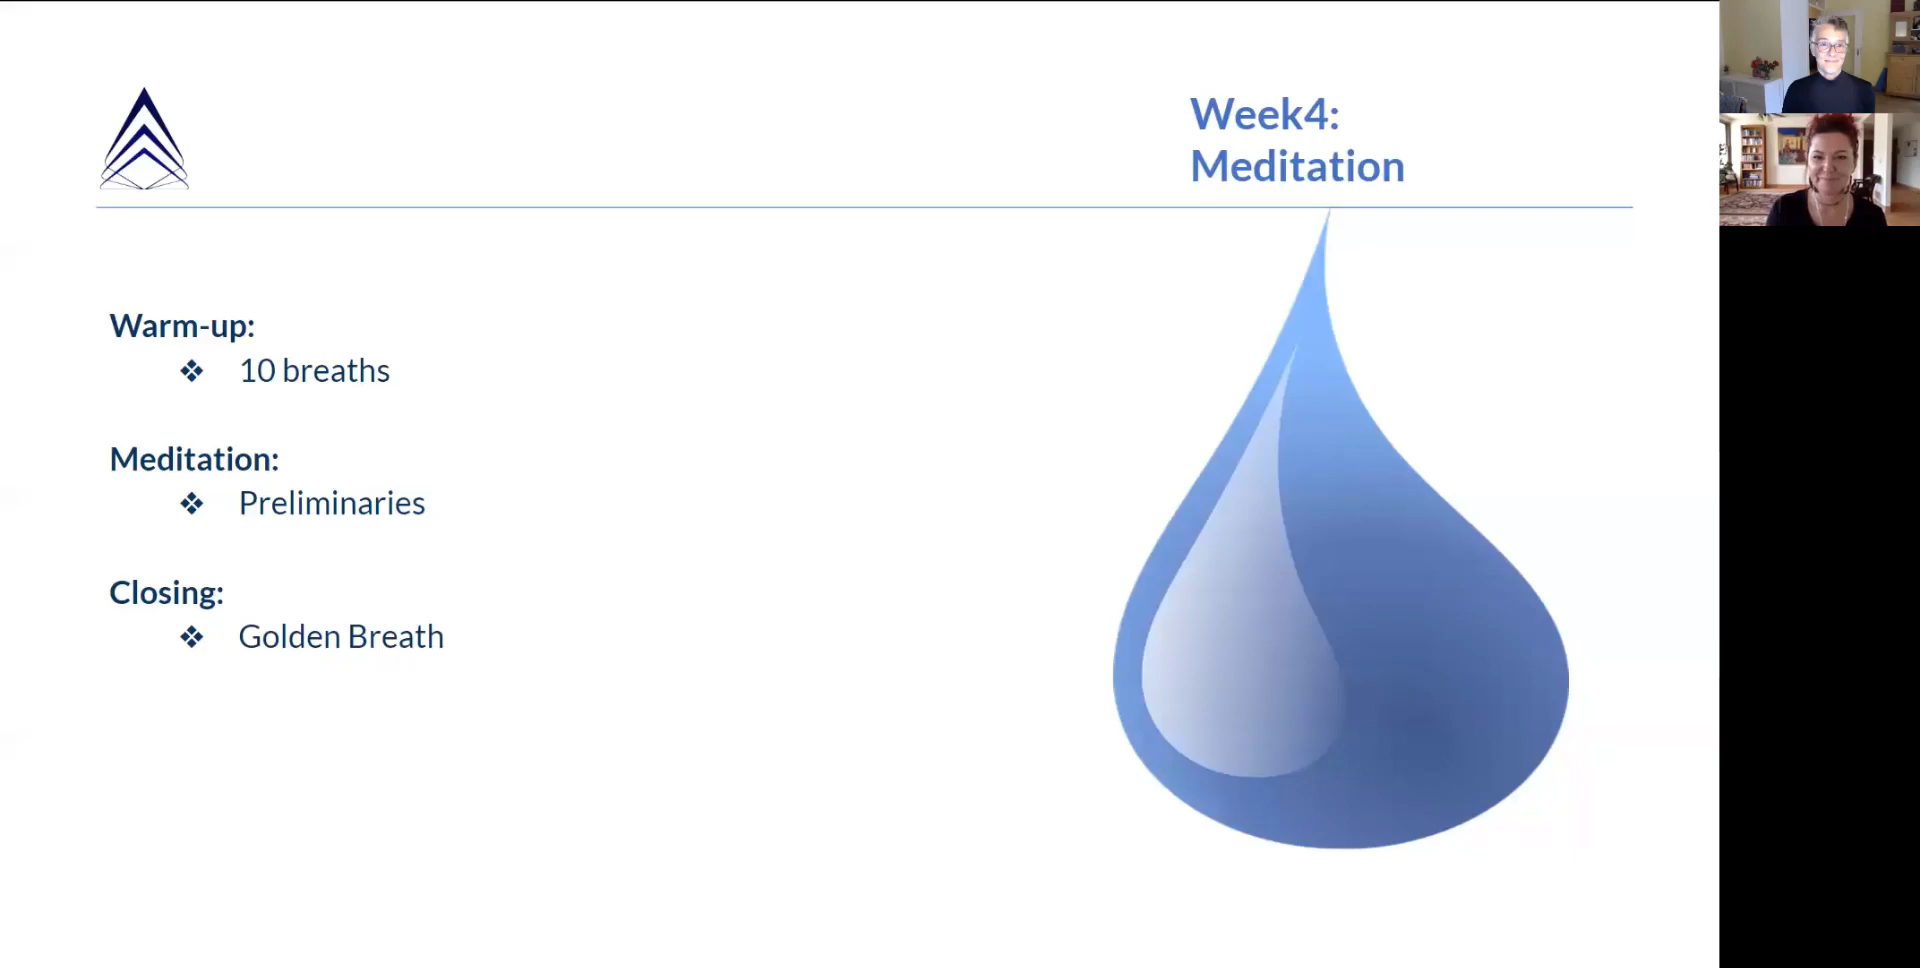 Week4:
Meditation
Warm-up:
❖ 10 breaths
Meditation:
❖ Preliminaries
Closing:
❖ Golden Breath